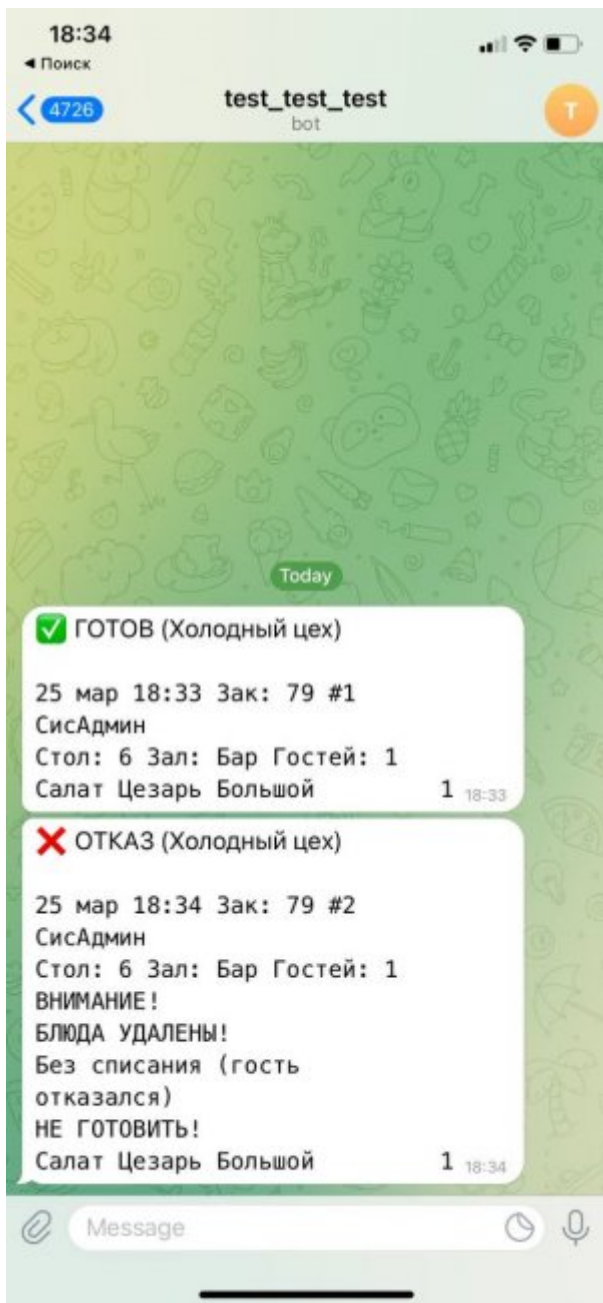 18:34
Поиск
4726
test_test_test
bot
T
Today
ГОТОВ (Холодный цех)
25 мар 18:33 Зак: 79 #1
СисАдмин
Стол: 6 Зал: Бар Гостей: 1
Салат Цезарь Большой 1 18:33
ОТКАЗ (Холодный цех)
25 мар 18:34 Зак: 79 #2
СисАдмин
Стол: 6 Зал: Бар Гостей: 1
ВНИМАНИЕ!
БЛЮДА УДАЛЕНЫ!
Без списания (гость
отказался)
НЕ ГОТОВИТЬ!
Салат Цезарь Большой 1 18:34
Message